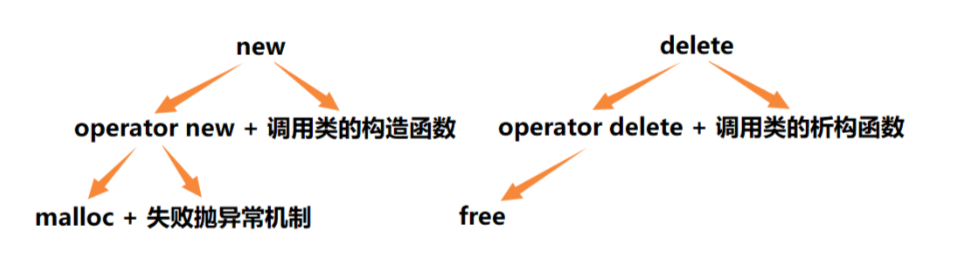 new
delete
operator new + 调用类的构造函数
operator delete + 调用类的析构函数
malloc + 失败抛异常机制
free